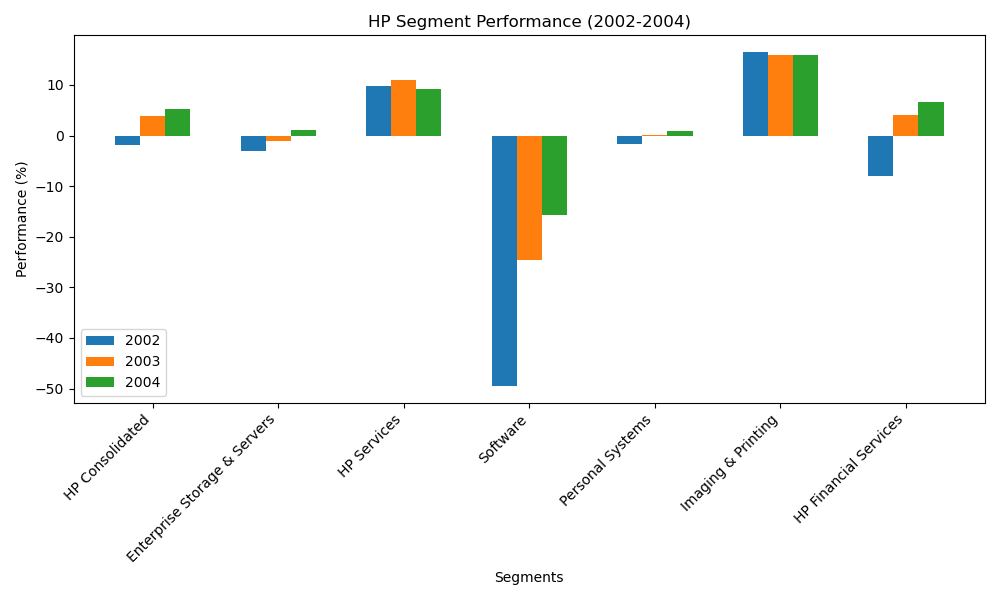 HP Segment Performance (2002-2004)
Performance (%)
10
0
−10
−20
−30
−40
−50
2002
2003
2004
HP Consolidated
Enterprise Storage & Servers
HP Services
Software
Personal Systems
Imaging & Printing
HP Financial Services
Segments